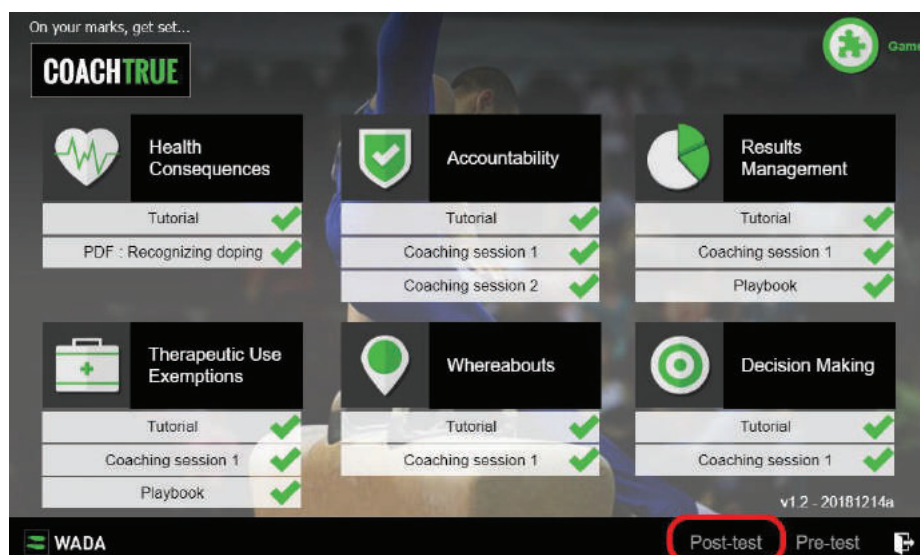 On your marks, get set...
COACHTRUE
Health
Consequences
Tutorial
PDF : Recognizing doping
Accountability
Tutorial
Coaching session 1
Coaching session 2
Results
Management
Tutorial
Coaching session 1
Playbook
Therapeutic Use
Exemptions
Tutorial
Coaching session 1
Playbook
Whereabouts
Tutorial
Coaching session 1
Decision Making
Tutorial
Coaching session 1
v1.2 - 20181214a
WADA
Post-test
Pre-test